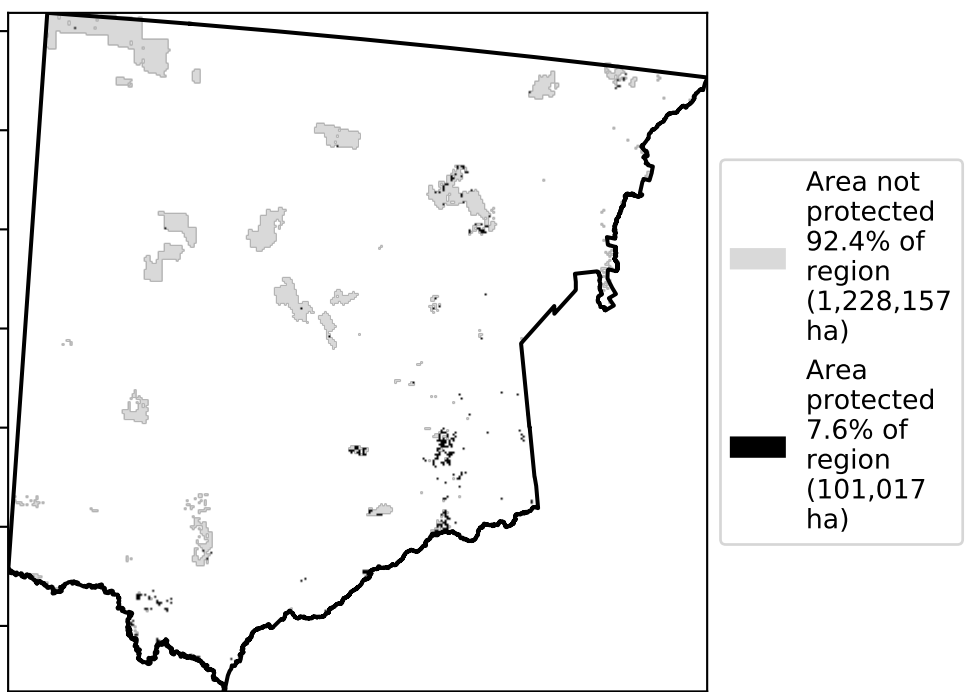 Area not
protected
92.4% of
region
(1,228,157
ha)
Area
protected
7.6% of
region
(101,017
ha)